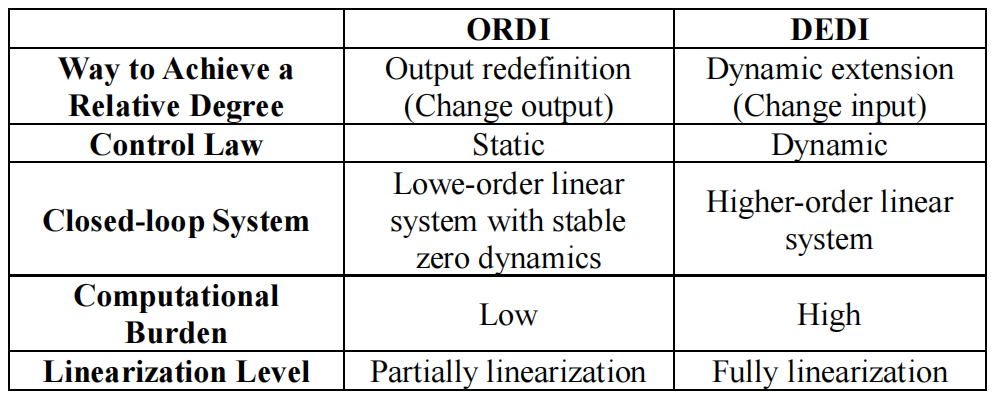 ORDI DEDI
Way to Achieve a Relative Degree Output redefinition (Change output) Dynamic extension (Change input)
Control Law Static Dynamic
Closed-loop System Lowe-order linear system with stable zero dynamics Higher-order linear system
Computational Burden Low High
Linearization Level Partially linearization Fully linearization